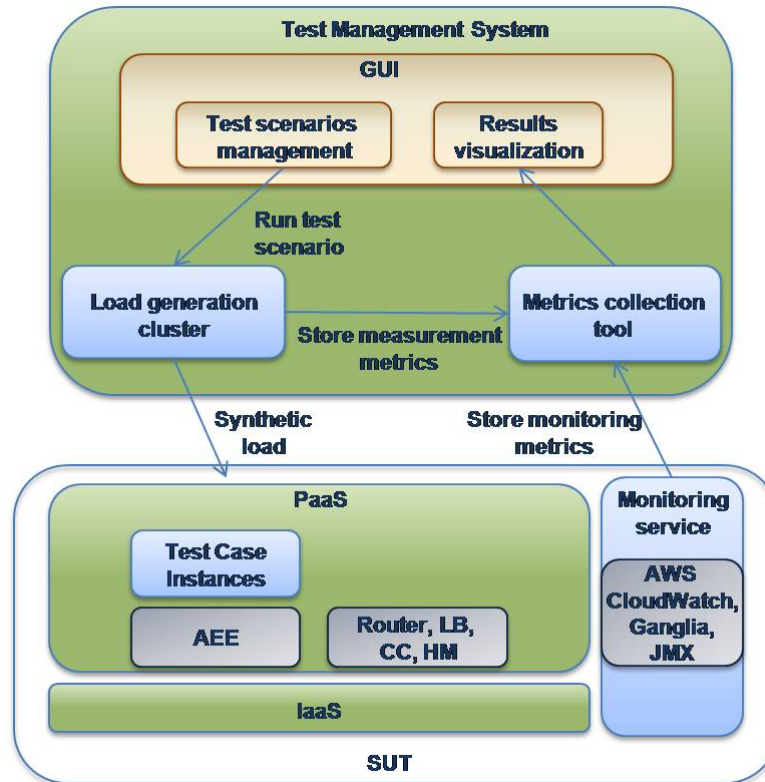 Test Management System
GUI
Test scenarios
management
Results
visualization
Run test
scenario
Load generation
cluster
Metrics collection
tool
Store measurement
metrics
Synthetic
load
Store monitoring
metrics
PaaS
Monitoring
service
Test Case
Instances
AWS
CloudWatch,
Ganglia,
JMX
AEE
Router, LB,
CC, HM
IaaS
SUT